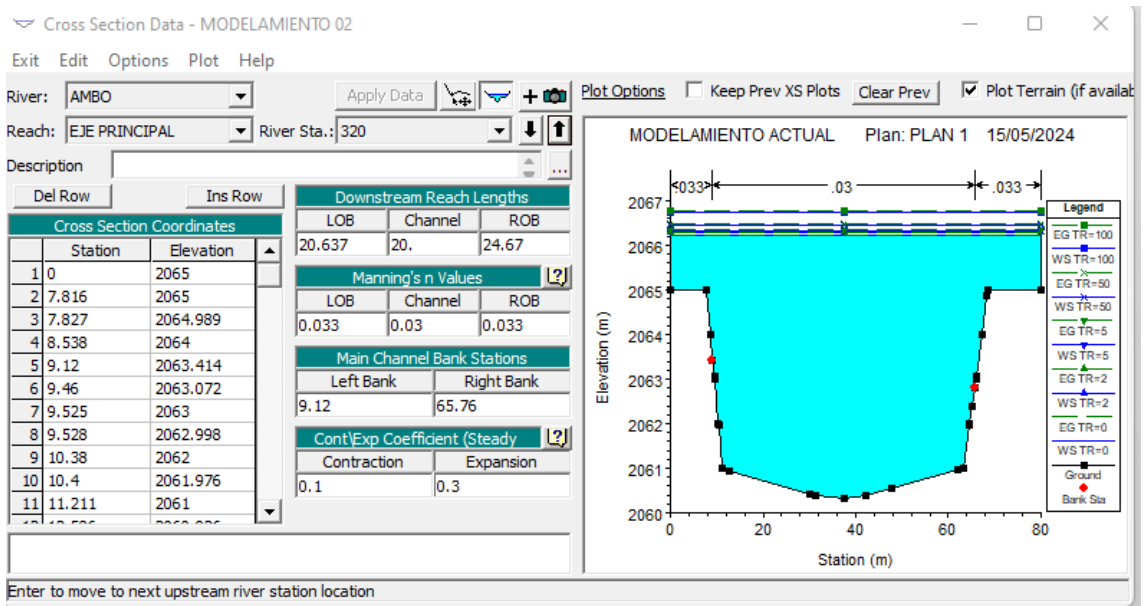 Cross Section Data - MODELAMIENTO 02
Exit Edit Options Plot Help
River: AMBO
Apply Data
Reach: EJE PRINCIPAL River Sta.: 320
Description ...
Del Row Ins Row
Cross Section Coordinates
Station Elevation
1 0 2065
2 7.816 2065
3 7.827 2064.989
4 8.538 2064
5 9.12 2063.414
6 9.46 2063.072
7 9.525 2063
8 9.528 2062.998
9 10.38 2062
10 10.4 2061.976
11 11.211 2061
Downstream Reach Lengths
LOB Channel ROB
20.637 20. 24.67
Manning's n Values
LOB Channel ROB
0.033 0.03 0.033
Main Channel Bank Stations
Left Bank Right Bank
9.12 65.76
Cont\Exp Coefficient (Steady
Contraction Expansion
0.1 0.3
Plot Options Keep Prev XS Plots Clear Prev Plot Terrain (if availab
MODELAMIENTO ACTUAL Plan: PLAN 1 15/05/2024
.033 .03 .033
2067
2066
2065
2064
2063
2062
2061
2060
Elevation (m)
0 20 40 60 80
Station (m)
Legend
EG TR=100
WS TR=100
EG TR=50
WS TR=50
EG TR=5
WS TR=5
EG TR=2
WS TR=2
EG TR=0
WS TR=0
Ground
Bank Sta
Enter to move to next upstream river station location